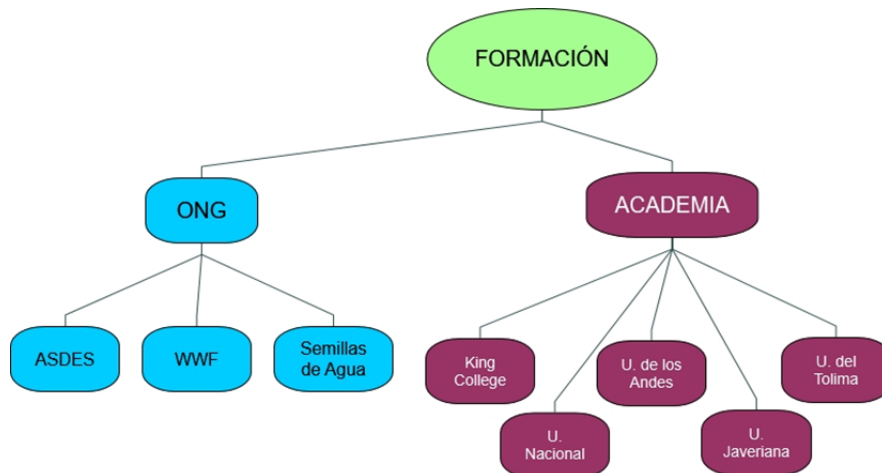 FORMACIÓN
ONG
ACADEMIA
ASDES
WWF
Semillas
de Agua
King
College
U. de los
Andes
U. del
Tolima
U.
Nacional
U.
Javeriana